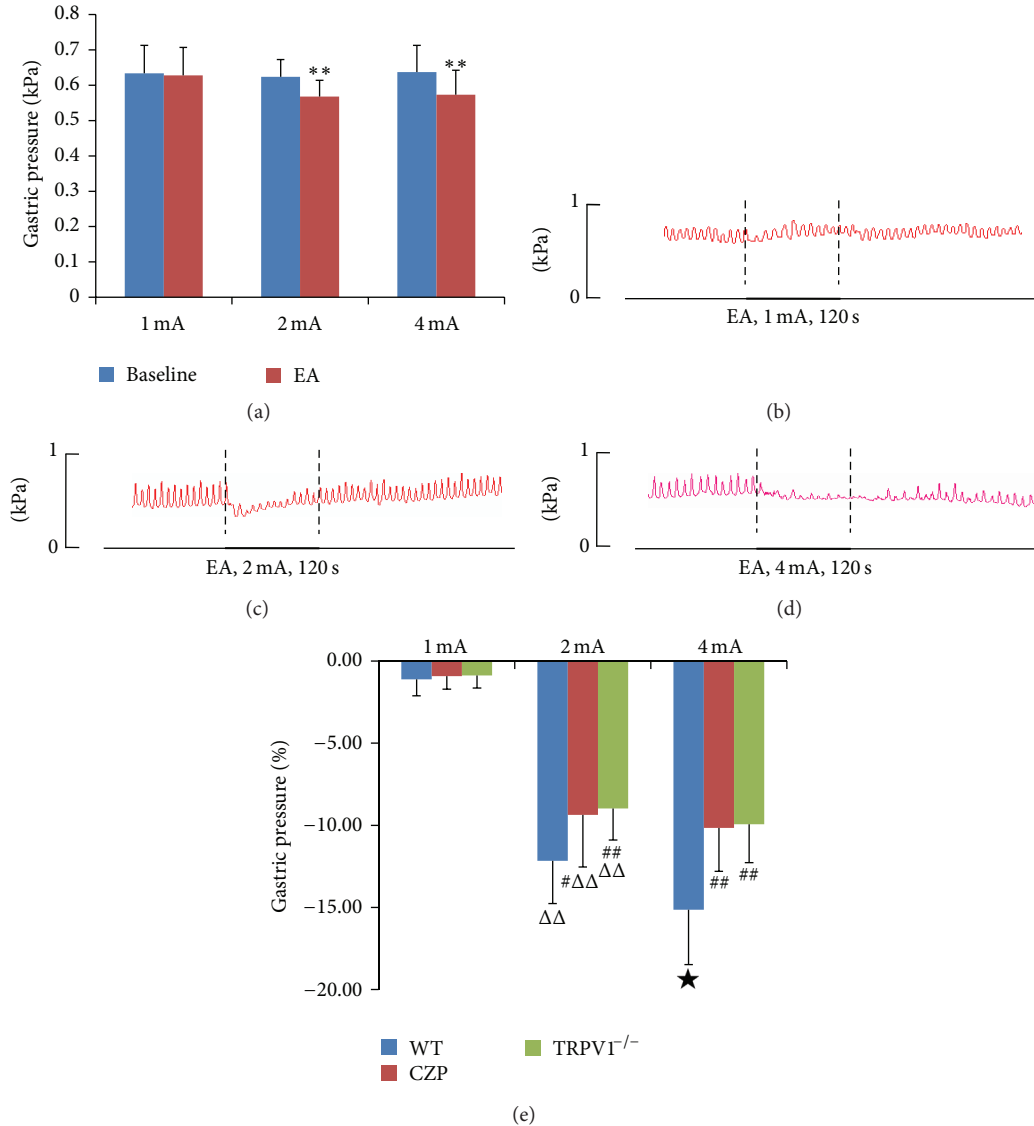 0.8
0.7
0.6
0.5
0.4
0.3
0.2
0.1
0
Gastric pressure (kPa)
** **
1 mA 2 mA 4 mA
Baseline EA
(a)
1
0
(kPa)
EA, 1 mA, 120 s
(b)
1
0
(kPa)
EA, 2 mA, 120 s
(c)
1
0
(kPa)
EA, 4 mA, 120 s
(d)
0.00
−5.00
−10.00
−15.00
−20.00
Gastric pressure (%)
1 mA 2 mA 4 mA
ΔΔ
#ΔΔ
##
ΔΔ
★
##
##
WT TRPV1−/−
CZP
(e)